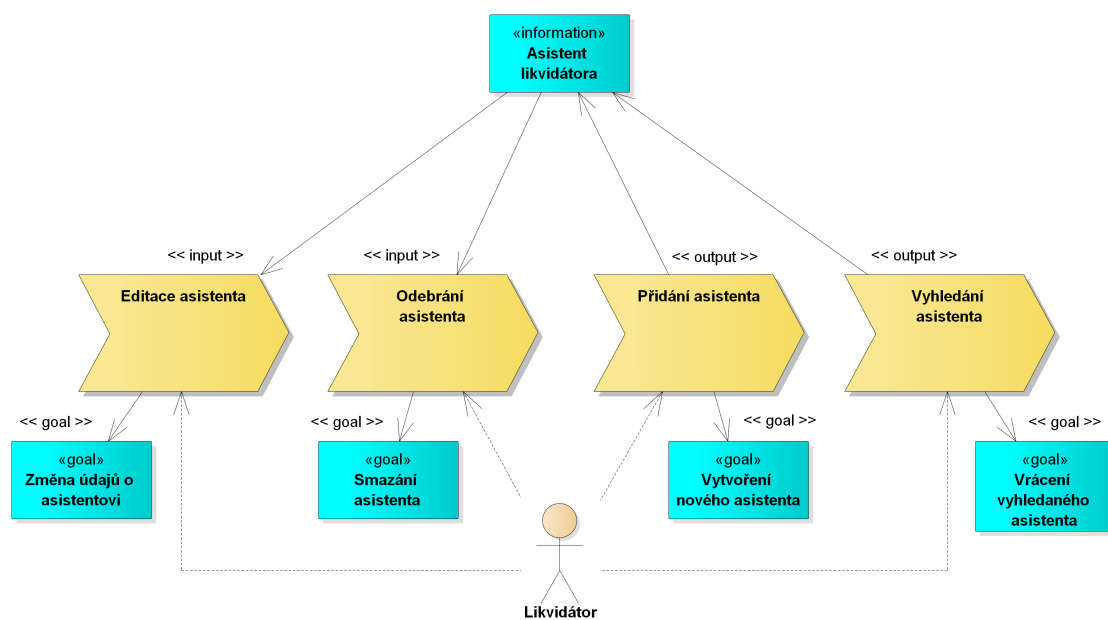 «information»
Asistent
likvidátora
<< input >>
<< input >>
<< output >>
<< output >>
Editace asistenta
Odebrání
asistenta
Přidání asistenta
Vyhledání
asistenta
<< goal >>
<< goal >>
<< goal >>
<< goal >>
«goal»
Změna údajů o
asistentovi
«goal»
Smazání
asistenta
«goal»
Vytvoření
nového asistenta
«goal»
Vrácení
vyhledaného
asistenta
Likvidátor